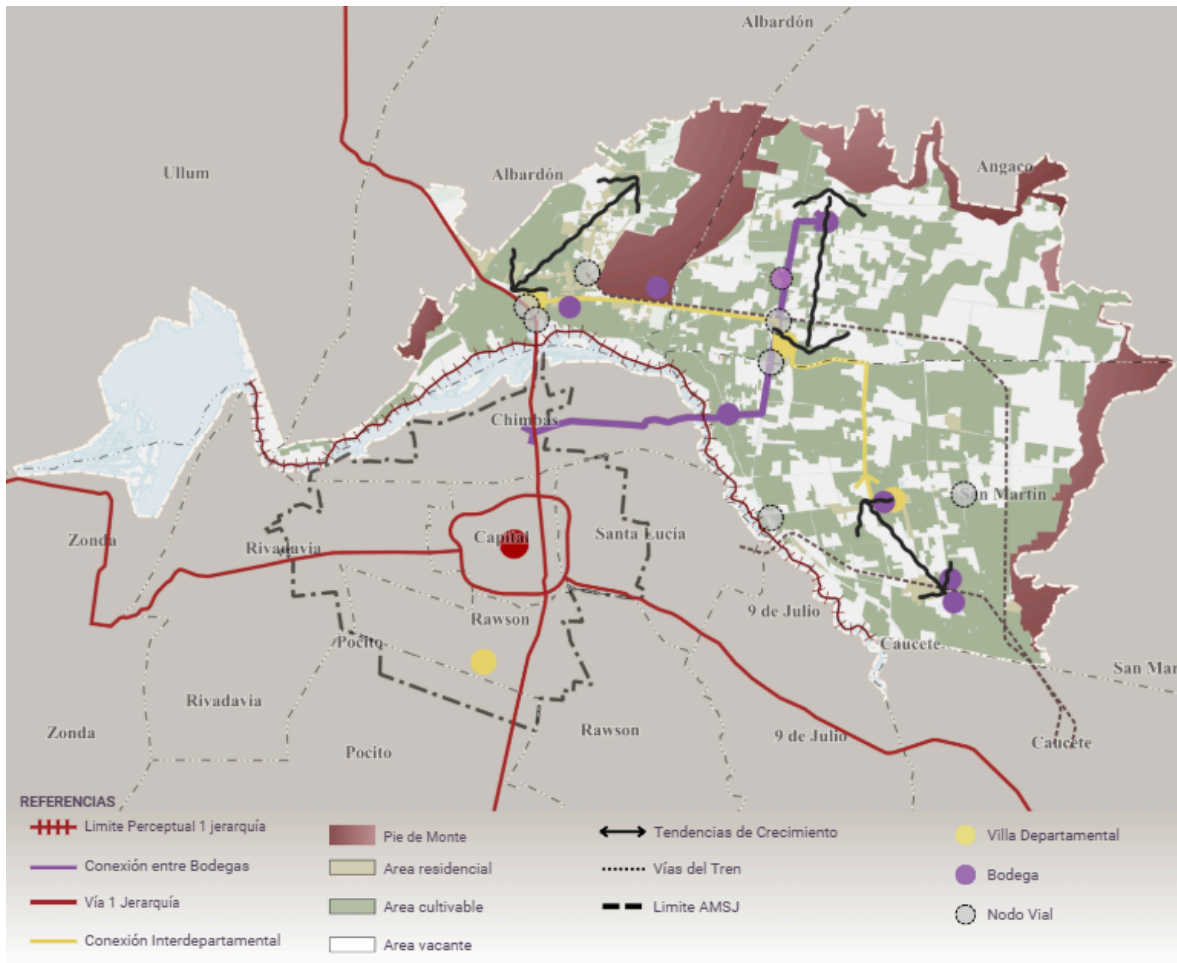 Albardón
Ullum
Albardón
Angaco
Chimbas
San Martín
Zonda
Rivadavia
Capital
Santa Lucía
9 de Julio
Rawson
Pocito
Caucete
San Mar
Rivadavia
Zonda
Rawson
9 de Julio
Caucete
Pocito
REFERENCIAS
Limite Perceptual 1 jerarquía
Conexión entre Bodegas
Vía 1 Jerarquía
Conexión Interdepartamental
Pie de Monte
Area residencial
Area cultivable
Area vacante
Tendencias de Crecimiento
Vías del Tren
Limite AMSJ
Villa Departamental
Bodega
Nodo Vial